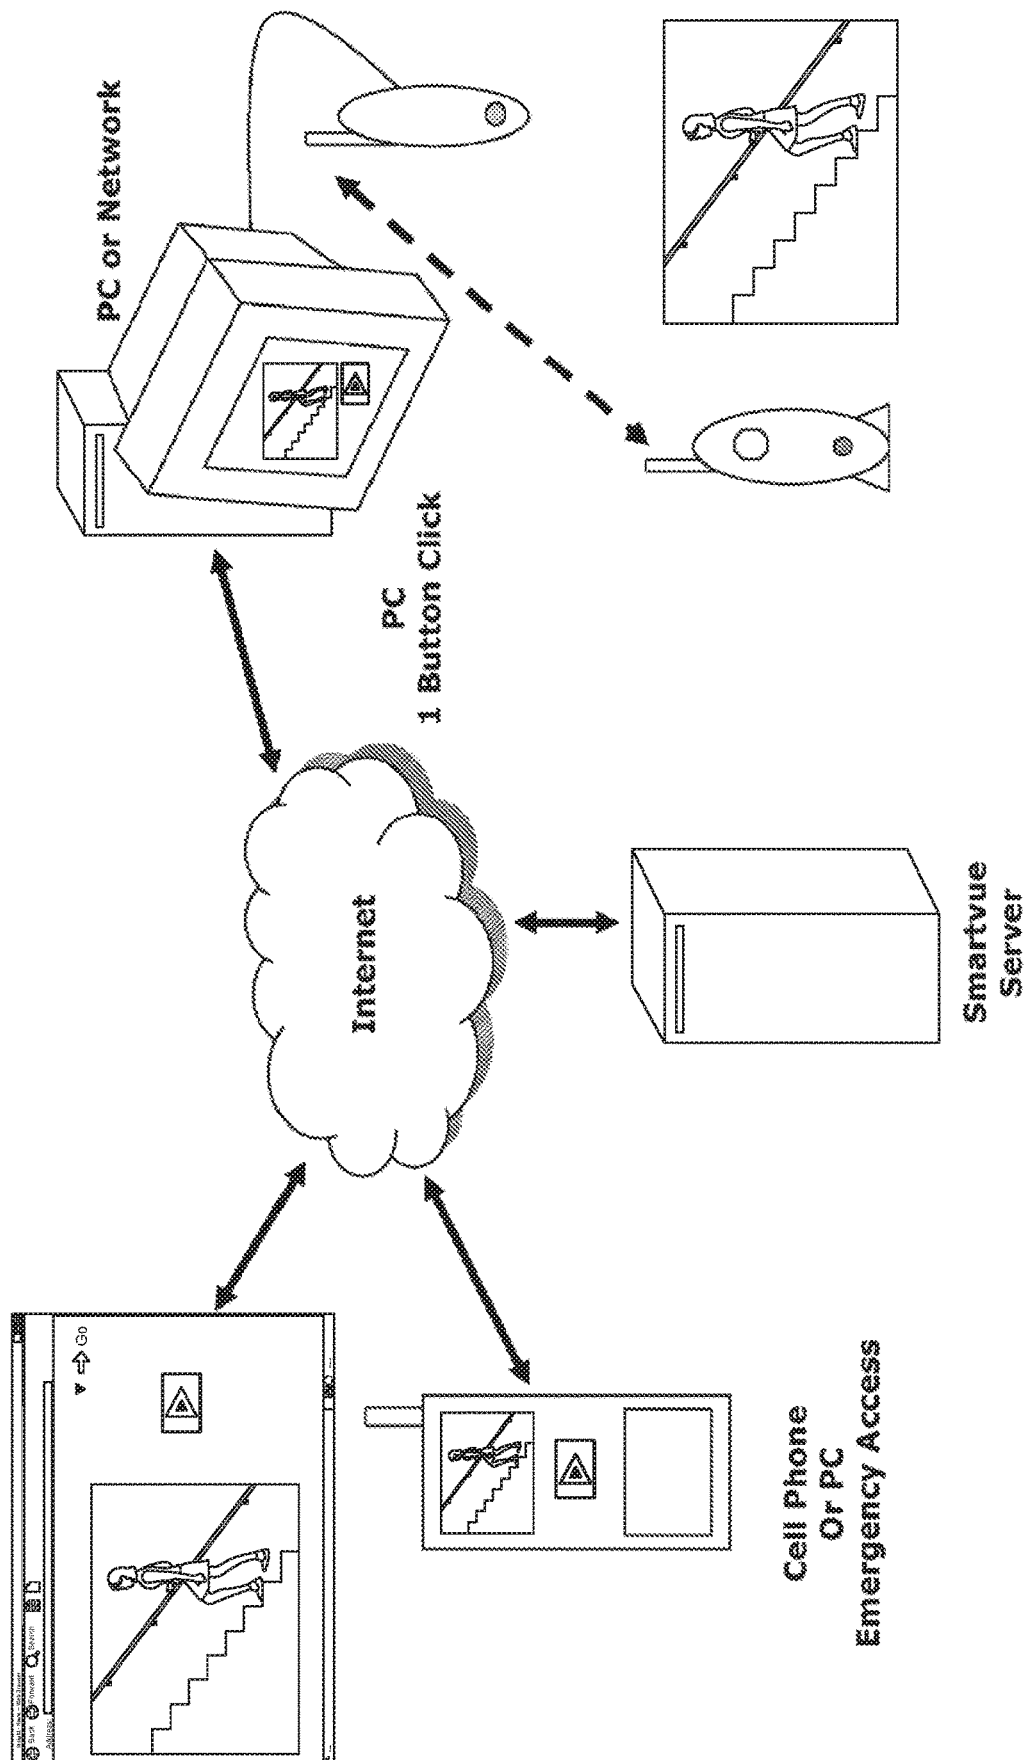 Go
Back
Forward
Search
Address
Internet
PC or Network
PC
1 Button Click
Cell Phone
Or PC
Emergency Access
Smartvue
Server